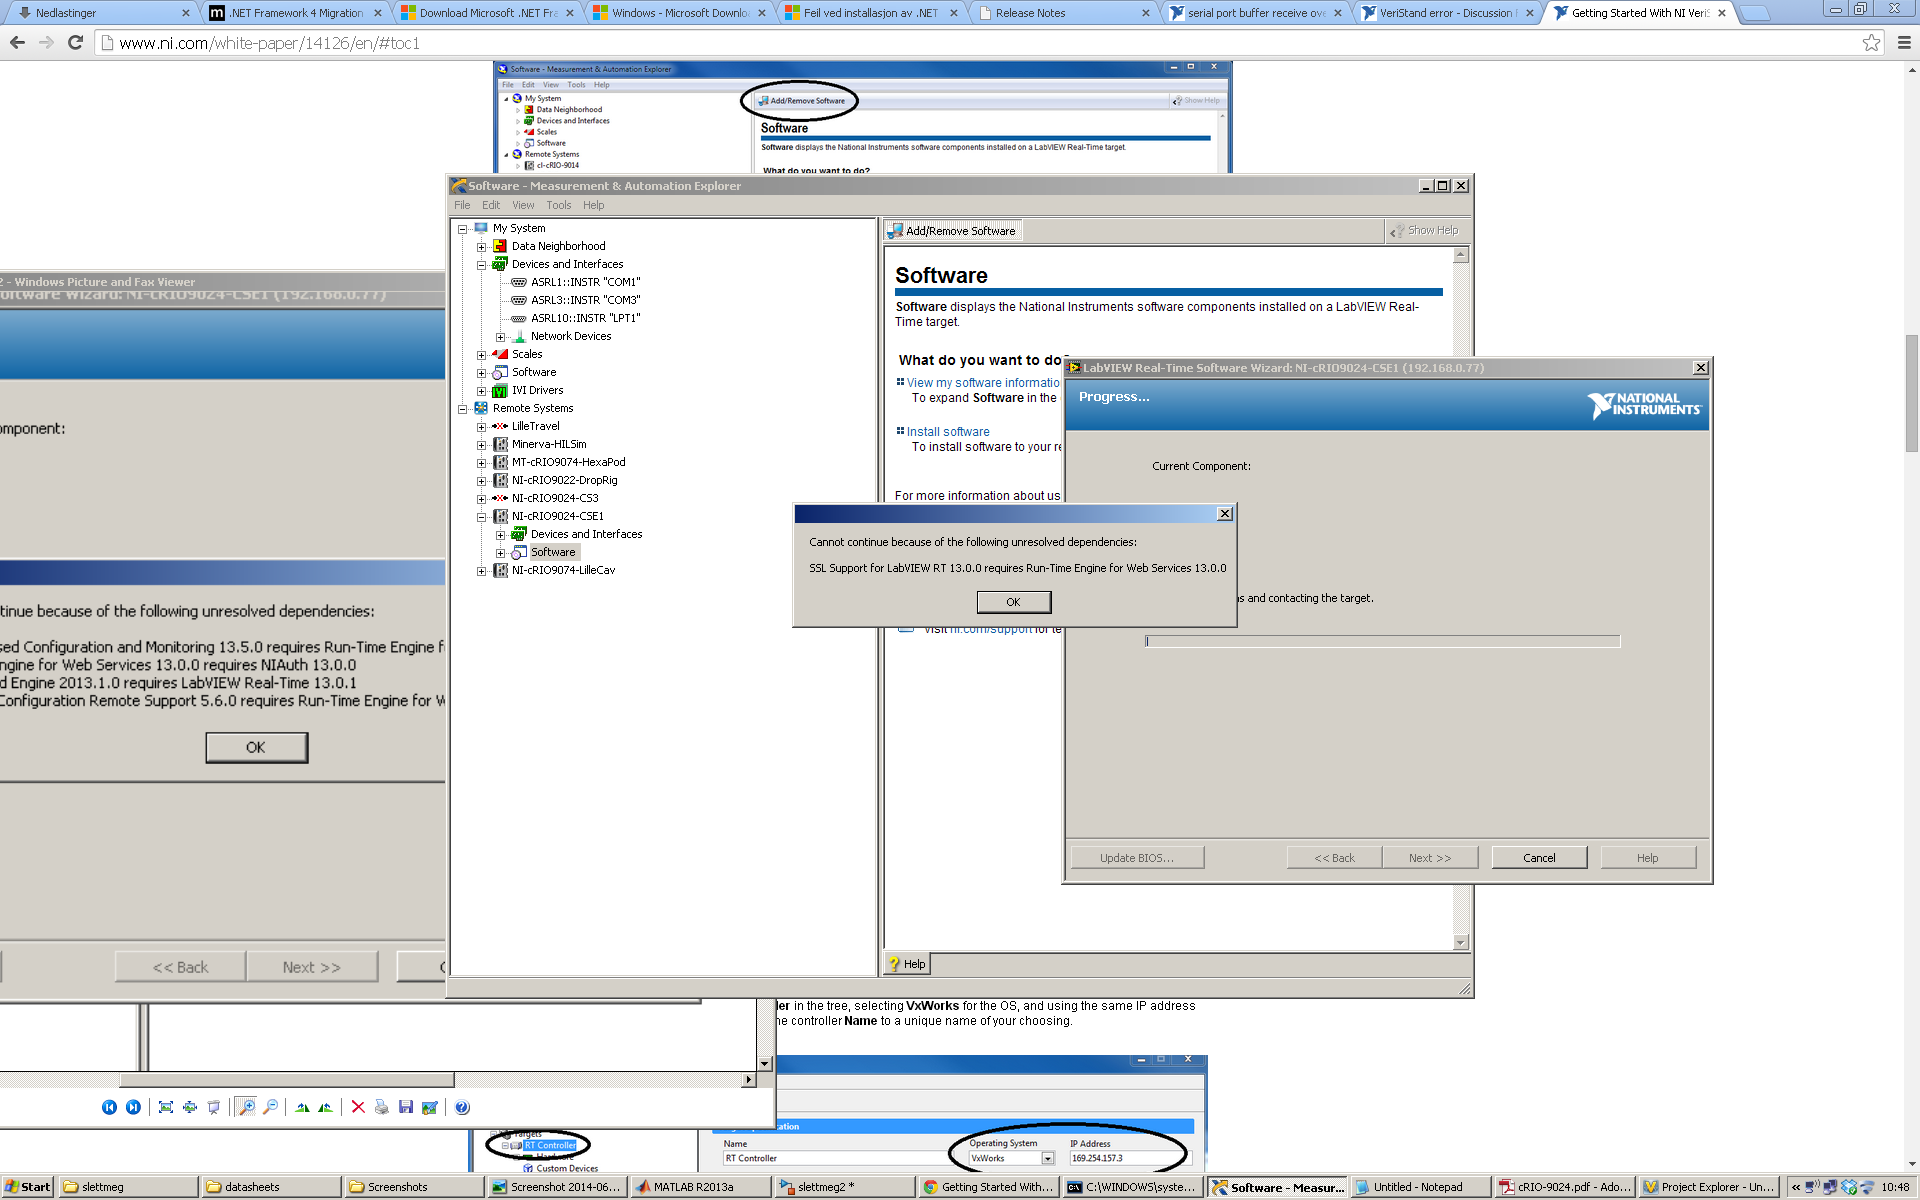 Nedlastinger
.NET Framework 4 Migration
Download Microsoft .NET Fra
Windows - Microsoft Downlo
Feil ved installasjon av .NET
Release Notes
serial port buffer receive ove
VeriStand error - Discussion
Getting Started With NI Veri
www.ni.com/white-paper/14126/en/#toc1
Software - Measurement & Automation Explorer
File Edit View Tools Help
My System
Data Neighborhood
Devices and Interfaces
Scales
Software
Remote Systems
cl-cRIO-9014
Add/Remove Software
Show Help
Software
Software displays the National Instruments software components installed on a LabVIEW Real-Time target.
What do you want to do?
Software - Measurement & Automation Explorer
File Edit View Tools Help
My System
Data Neighborhood
Devices and Interfaces
ASRL1::INSTR "COM1"
ASRL3::INSTR "COM3"
ASRL10::INSTR "LPT1"
Network Devices
Scales
Software
IVI Drivers
Remote Systems
LilleTravel
Minerva-HILSim
MT-cRIO9074-HexaPod
NI-cRIO9022-DropRig
NI-cRIO9024-CS3
NI-cRIO9024-CSE1
Devices and Interfaces
Software
NI-cRIO9074-LilleCav
Add/Remove Software
Show Help
Software
Software displays the National Instruments software components installed on a LabVIEW Real-
Time target.
What do you want to do
View my software informatio
To expand Software in the
Install software
To install software to your re
For more information about us
Visit ni.com/support for te
Help
LabVIEW Real-Time Software Wizard: NI-cRIO9024-CSE1 (192.168.0.77)
Progress...
NATIONAL
INSTRUMENTS
Current Component:
s and contacting the target.
Update BIOS...
<< Back
Next >>
Cancel
Help
Cannot continue because of the following unresolved dependencies:
SSL Support for LabVIEW RT 13.0.0 requires Run-Time Engine for Web Services 13.0.0
OK
2 - Windows Picture and Fax Viewer
oftware Wizard: NI-cRIO9024-CSE1 (192.168.0.77)
mponent:
tinue because of the following unresolved dependencies:
sed Configuration and Monitoring 13.5.0 requires Run-Time Engine f
ngine for Web Services 13.0.0 requires NIAuth 13.0.0
d Engine 2013.1.0 requires LabVIEW Real-Time 13.0.1
Configuration Remote Support 5.6.0 requires Run-Time Engine for W
OK
<< Back
Next >>
C
ler in the tree, selecting VxWorks for the OS, and using the same IP address
he controller Name to a unique name of your choosing.
Targets
RT Controller
Hardware
Custom Devices
Name
RT Controller
Operating System
VxWorks
IP Address
169.254.157.3
Start
slettmeg
datasheets
Screenshots
Screenshot 2014-06...
MATLAB R2013a
slettmeg2 *
Getting Started With...
C:\WINDOWS\syste...
Software - Measur...
Untitled - Notepad
cRIO-9024.pdf - Ado...
Project Explorer - Un...
10:48